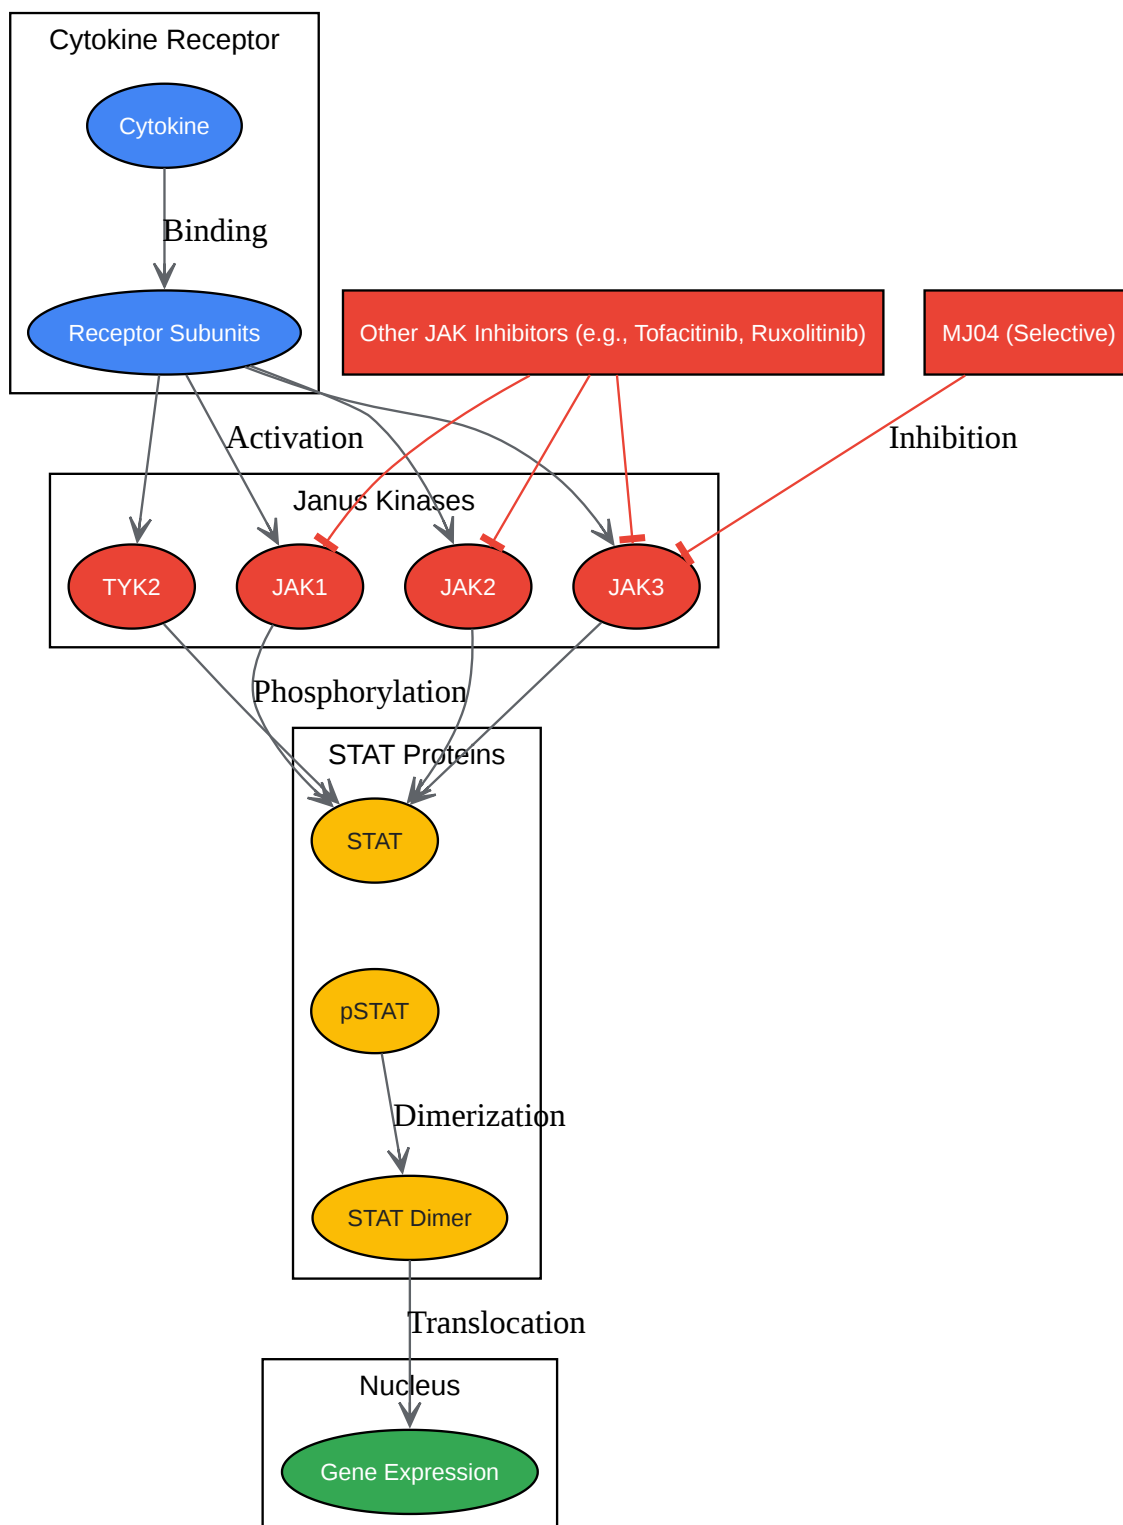 Cytokine Receptor
Cytokine
Binding
Receptor Subunits
Other JAK Inhibitors (e.g., Tofacitinib, Ruxolitinib)
MJ04 (Selective)
Activation
Inhibition
Janus Kinases
TYK2
JAK1
JAK2
JAK3
Phosphorylation
STAT Proteins
STAT
pSTAT
Dimerization
STAT Dimer
Translocation
Nucleus
Gene Expression